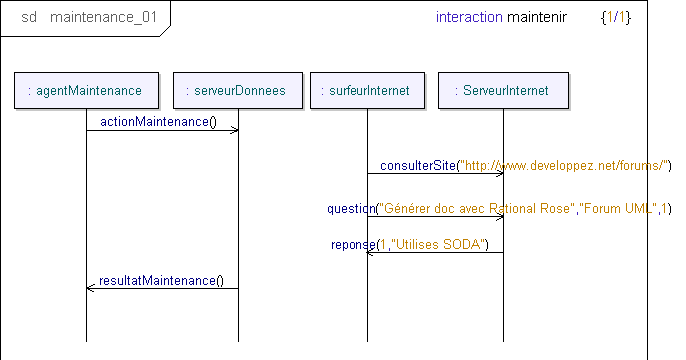 sd maintenance_01
interaction maintenir {1/1}
: agentMaintenance
: serveurDonnees
: surfeurInternet
: ServeurInternet
actionMaintenance()
consulterSite("http://www.developpez.net/forums/")
question("Générer doc avec Rational Rose","Forum UML",1)
reponse(1,"Utilises SODA")
resultatMaintenance()